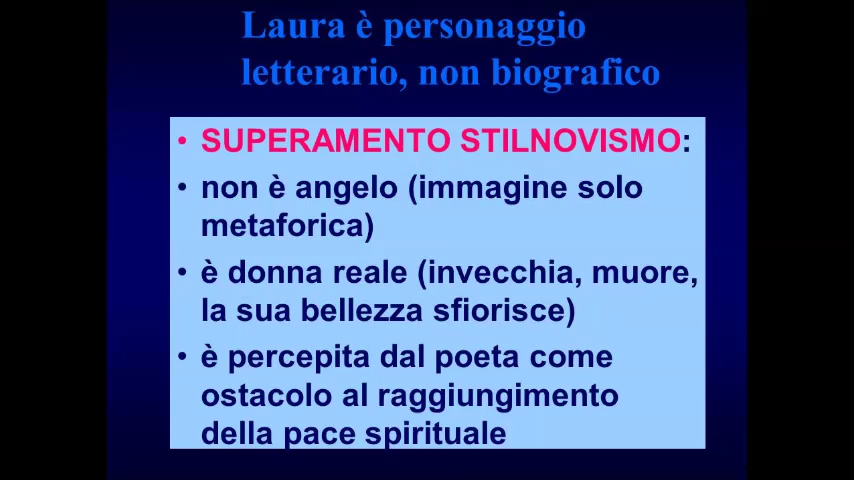 Laura è personaggio
letterario, non biografico
• SUPERAMENTO STILNOVISMO:
• non è angelo (immagine solo
metaforica)
• è donna reale (invecchia, muore,
la sua bellezza sfiorisce)
• è percepita dal poeta come
ostacolo al raggiungimento
della pace spirituale